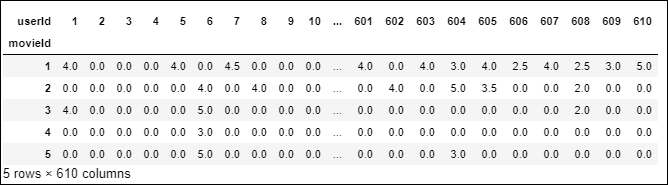 userId 1 2 3 4 5 6 7 8 9 10 ... 601 602 603 604 605 606 607 608 609 610
movieId
1 4.0 0.0 0.0 0.0 4.0 0.0 4.5 0.0 0.0 0.0 ... 4.0 0.0 4.0 3.0 4.0 2.5 4.0 2.5 3.0 5.0
2 0.0 0.0 0.0 0.0 0.0 4.0 0.0 4.0 0.0 0.0 ... 0.0 4.0 0.0 5.0 3.5 0.0 0.0 2.0 0.0 0.0
3 4.0 0.0 0.0 0.0 0.0 5.0 0.0 0.0 0.0 0.0 ... 0.0 0.0 0.0 0.0 0.0 0.0 0.0 2.0 0.0 0.0
4 0.0 0.0 0.0 0.0 0.0 3.0 0.0 0.0 0.0 0.0 ... 0.0 0.0 0.0 0.0 0.0 0.0 0.0 0.0 0.0 0.0
5 0.0 0.0 0.0 0.0 0.0 5.0 0.0 0.0 0.0 0.0 ... 0.0 0.0 0.0 3.0 0.0 0.0 0.0 0.0 0.0 0.0
5 rows × 610 columns